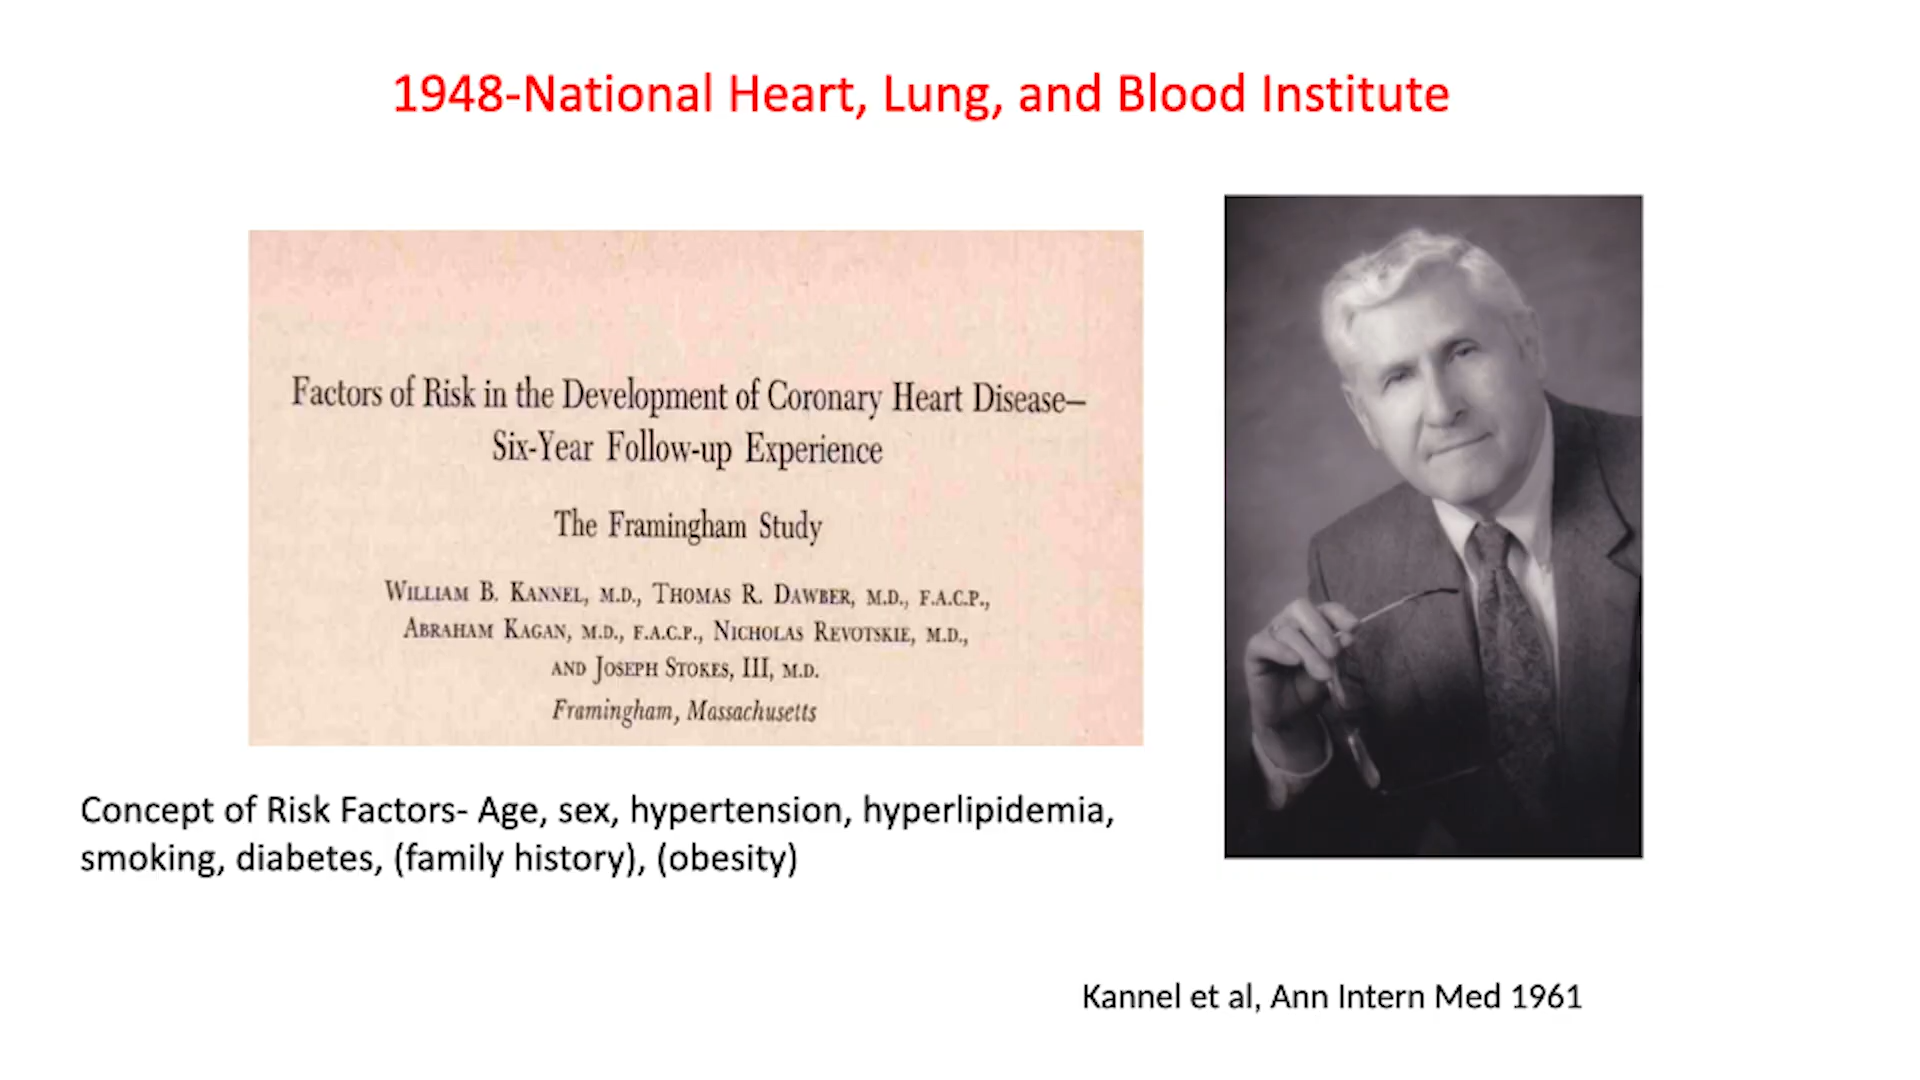 1948-National Heart, Lung, and Blood Institute
Factors of Risk in the Development of Coronary Heart Disease—
Six-Year Follow-up Experience
The Framingham Study
WILLIAM B. KANNEL, M.D., THOMAS R. DAWBER, M.D., F.A.C.P.,
ABRAHAM KAGAN, M.D., F.A.C.P., NICHOLAS REVOTSKIE, M.D.,
AND JOSEPH STOKES, III, M.D.
Framingham, Massachusetts
Concept of Risk Factors- Age, sex, hypertension, hyperlipidemia,
smoking, diabetes, (family history), (obesity)
Kannel et al, Ann Intern Med 1961